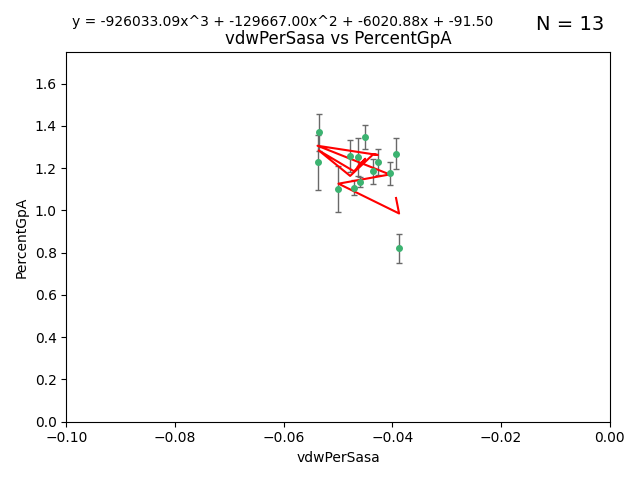 y = -926033.09x^3 + -129667.00x^2 + -6020.88x + -91.50
N = 13
vdwPerSasa vs PercentGpA
1.6
1.4
1.2
1.0
0.8
0.6
0.4
0.2
0.0
PercentGpA
−0.10 −0.08 −0.06 −0.04 −0.02 0.00
vdwPerSasa